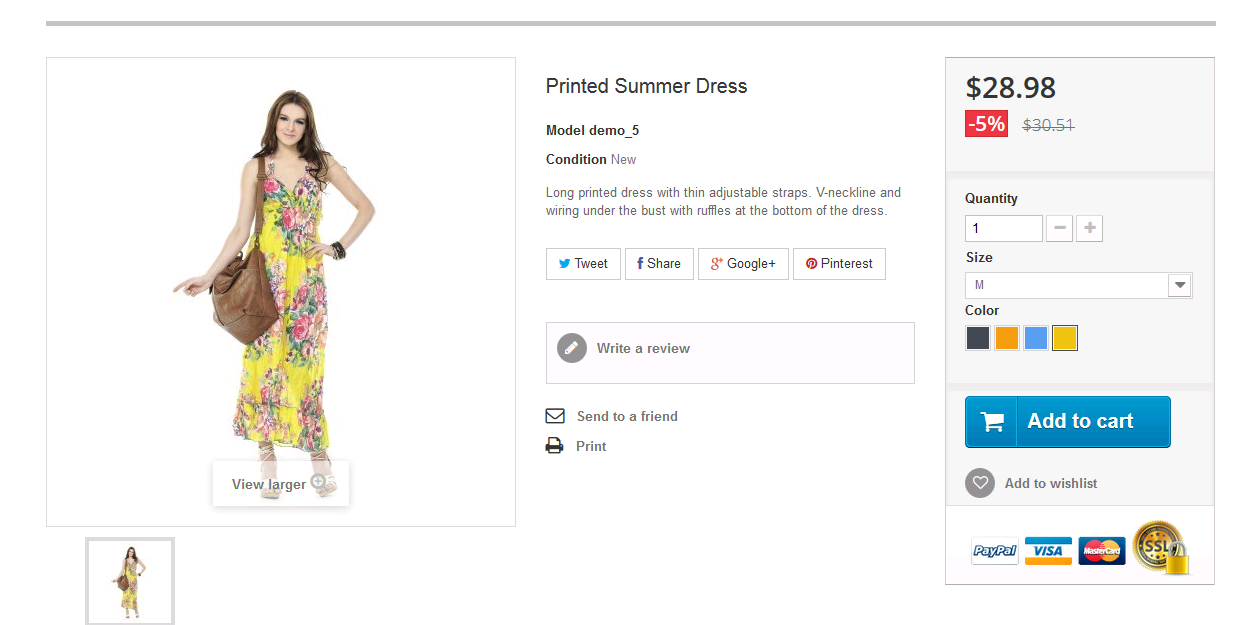 Printed Summer Dress
Model demo_5
Condition New
Long printed dress with thin adjustable straps. V-neckline and
wiring under the bust with ruffles at the bottom of the dress.
Tweet
f Share
g+ Google+
Pinterest
Write a review
Send to a friend
Print
View larger
$28.98
-5% $30.51
Quantity
1
Size
M
Color
Add to cart
Add to wishlist
PayPal
VISA
MasterCard
SSL